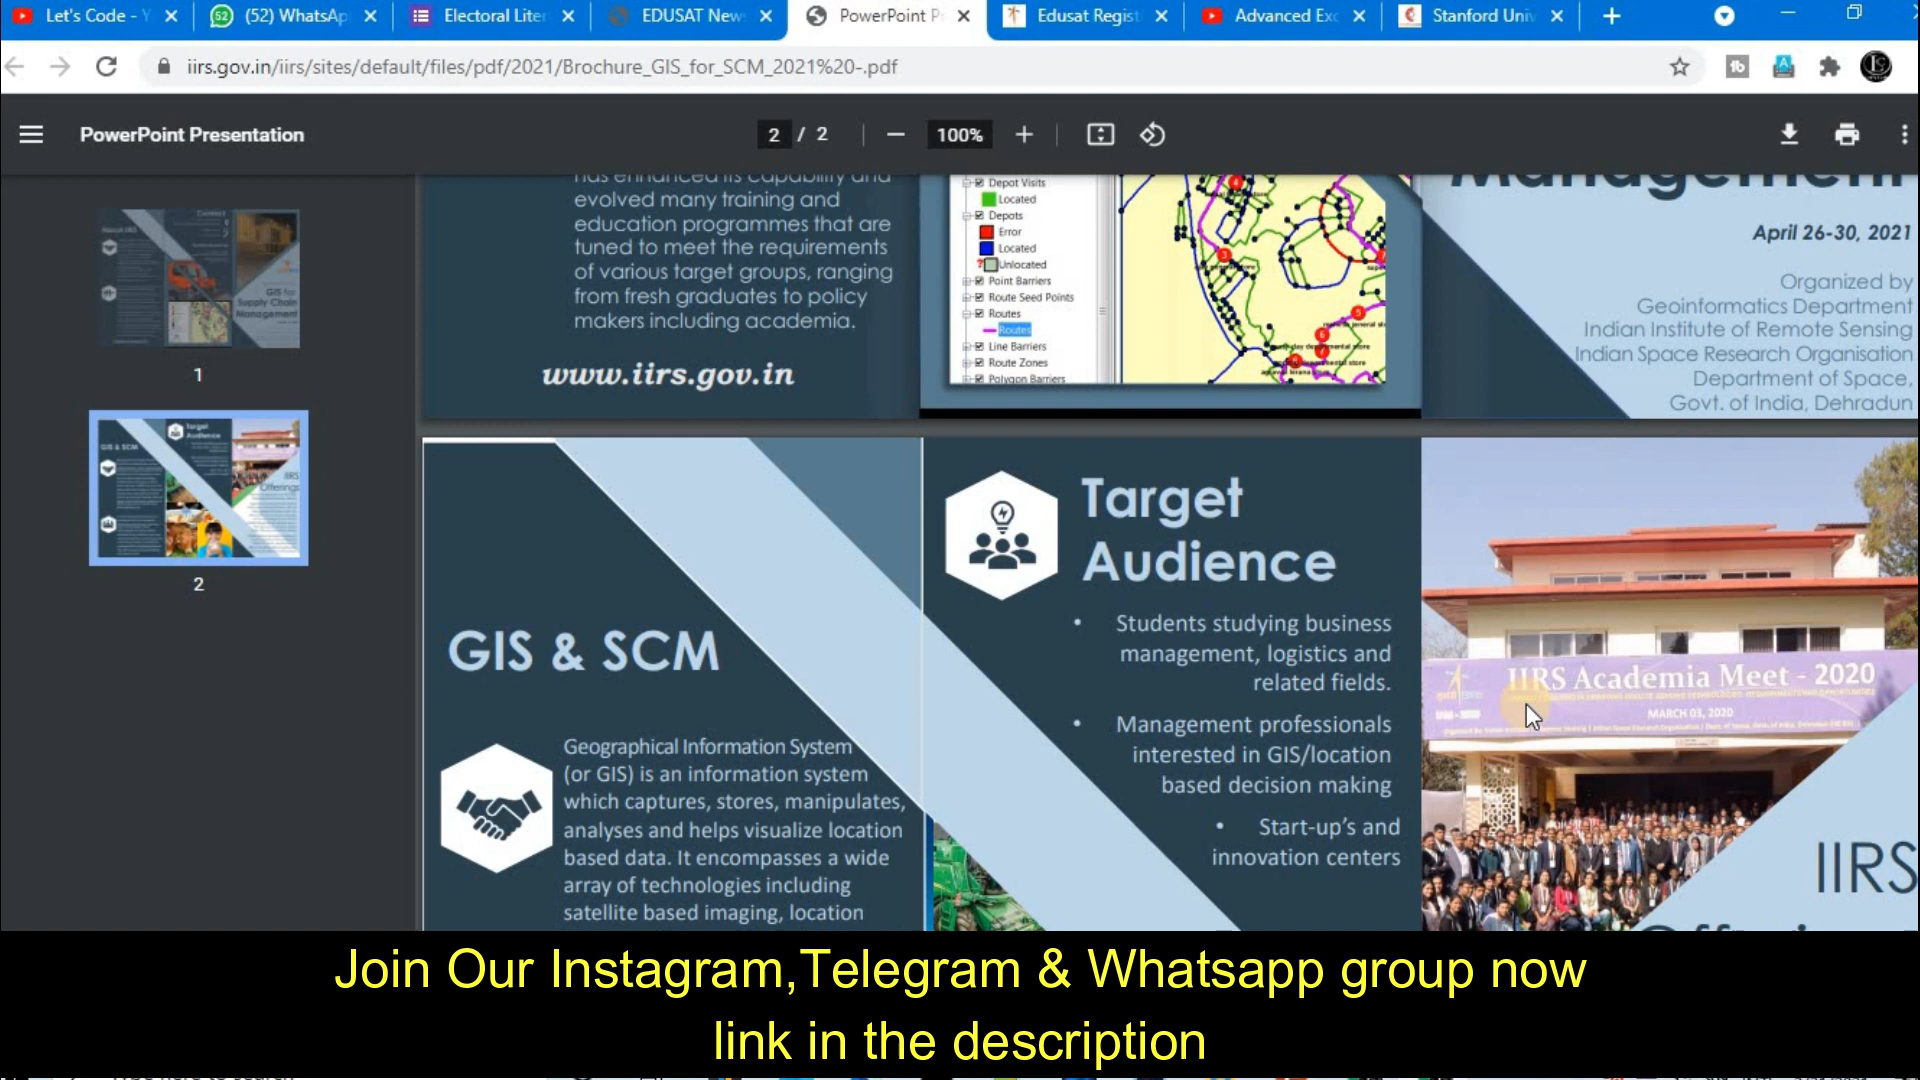 Let's Code - Y
52
(52) WhatsAp
Electoral Liter
EDUSAT New
PowerPoint P
Edusat Regist
Advanced Exc
Stanford Univ
iirs.gov.in/iirs/sites/default/files/pdf/2021/Brochure_GIS_for_SCM_2021%20-.pdf
PowerPoint Presentation
2 / 2
100%
has enhanced its capability and
evolved many training and
education programmes that are
tuned to meet the requirements
of various target groups, ranging
from fresh graduates to policy
makers including academia.
www.iirs.gov.in
Depot Visits
Located
Depots
Error
Located
Unlocated
Point Barriers
Route Seed Points
Routes
Routes
Line Barriers
Route Zones
Polygon Barriers
Management
April 26-30, 2021
Organized by
Geoinformatics Department
Indian Institute of Remote Sensing
Indian Space Research Organisation
Department of Space,
Govt. of India, Dehradun
1
2
GIS & SCM
Geographical Information System
(or GIS) is an information system
which captures, stores, manipulates,
analyses and helps visualize location
based data. It encompasses a wide
array of technologies including
satellite based imaging, location
Target
Audience
• Students studying business
management, logistics and
related fields.
• Management professionals
interested in GIS/location
based decision making
• Start-up's and
innovation centers
IIRS Academia Meet - 2020
MARCH 03, 2020
IIRS
Join Our Instagram,Telegram & Whatsapp group now
link in the description